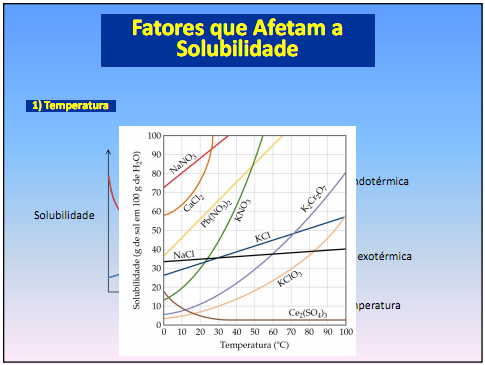 Fatores que Afetam a
Solubilidade
1) Temperatura
Solubilidade
ndotérmica
exotérmica
mperatura
Solubilidade (g de sal em 100 g de H₂O)
100
90
80
70
60
50
40
30
20
10
0
NaNO₃
CaCl₂
Pb(NO₃)₂
KNO₃
K₂Cr₂O₇
KCl
NaCl
KClO₃
Ce₂(SO₄)₃
0 10 20 30 40 50 60 70 80 90 100
Temperatura (°C)